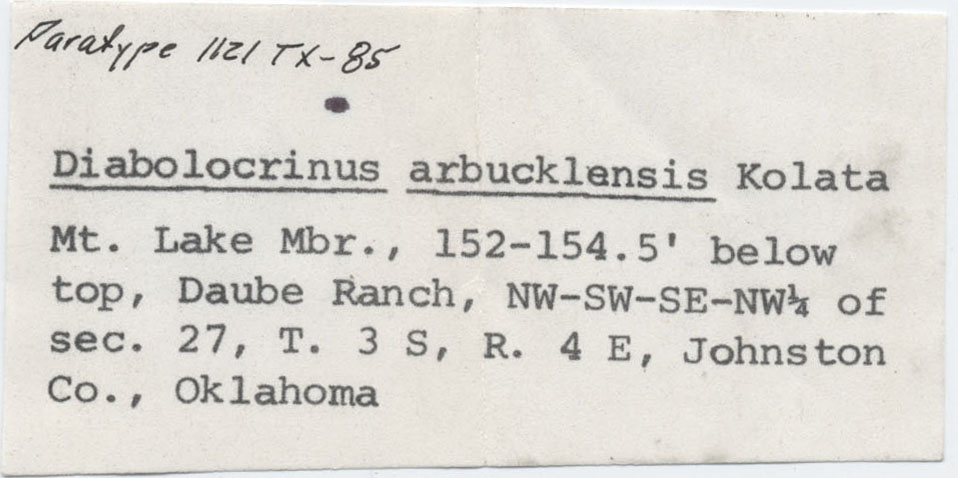 Paratype 1121 TX-85
Diabolocrinus arbucklensis Kolata
Mt. Lake Mbr., 152-154.5' below
top, Daube Ranch, NW-SW-SE-NW¼ of
sec. 27, T. 3 S, R. 4 E, Johnston
Co., Oklahoma